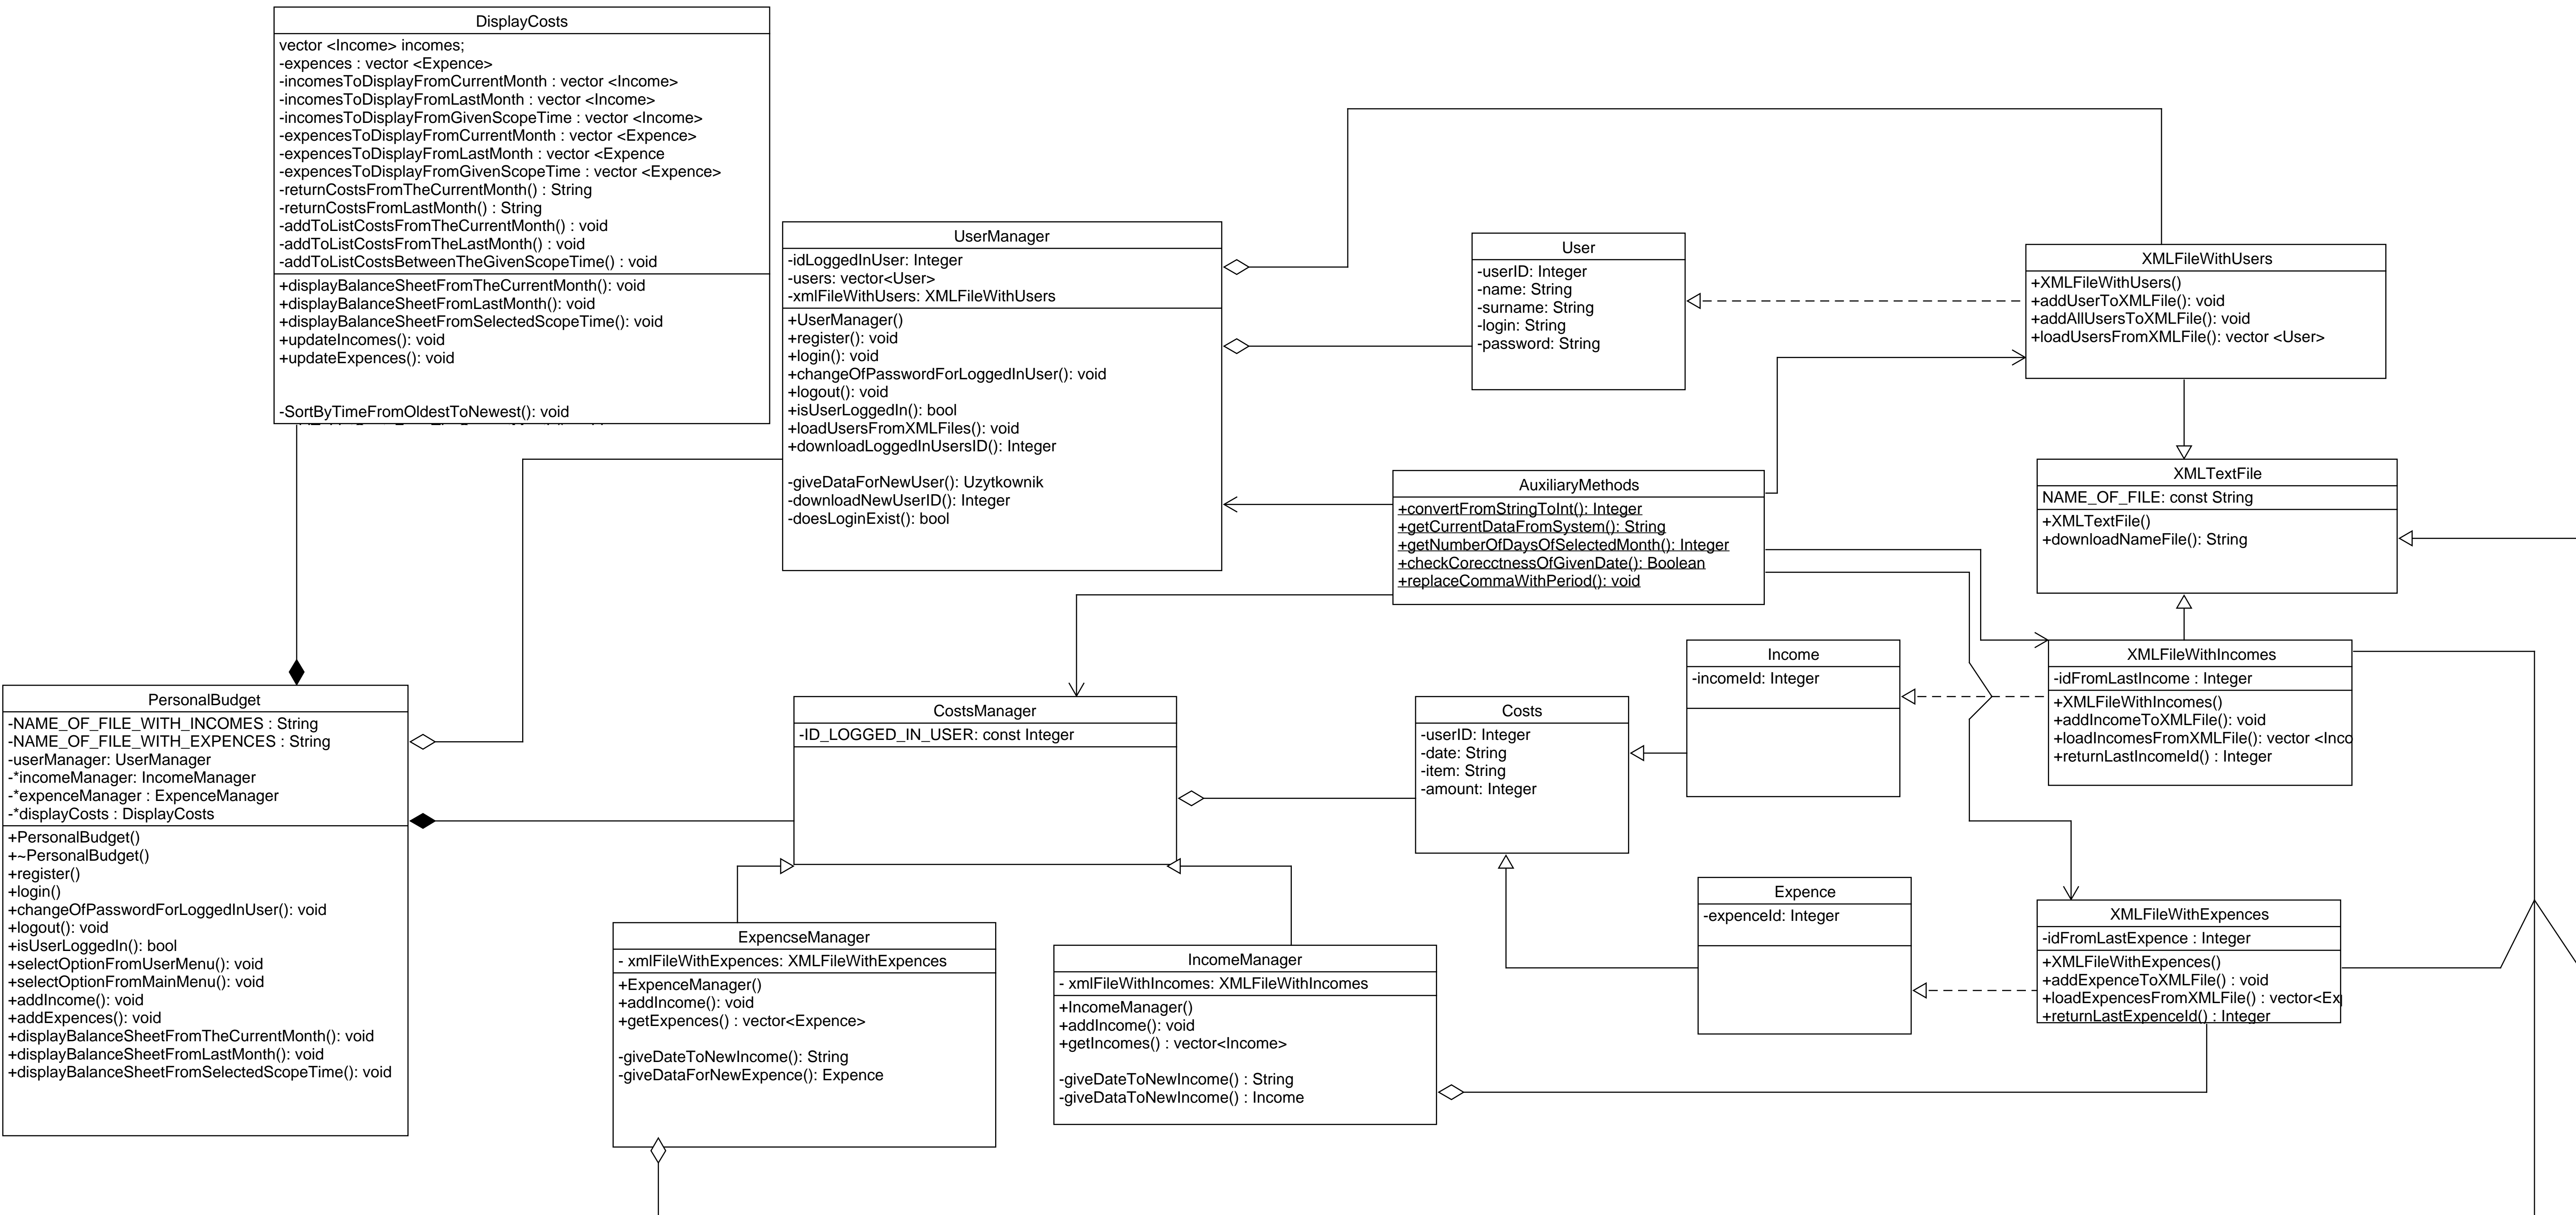 DisplayCosts
vector <Income> incomes;
-expences : vector <Expence>
-incomesToDisplayFromCurrentMonth : vector <Income>
-incomesToDisplayFromLastMonth : vector <Income>
-incomesToDisplayFromGivenScopeTime : vector <Income>
-expencesToDisplayFromCurrentMonth : vector <Expence>
-expencesToDisplayFromLastMonth : vector <Expence
-expencesToDisplayFromGivenScopeTime : vector <Expence>
-returnCostsFromTheCurrentMonth() : String
-returnCostsFromLastMonth() : String
-addToListCostsFromTheCurrentMonth() : void
-addToListCostsFromTheLastMonth() : void
-addToListCostsBetweenTheGivenScopeTime() : void
+displayBalanceSheetFromTheCurrentMonth(): void
+displayBalanceSheetFromLastMonth(): void
+displayBalanceSheetFromSelectedScopeTime(): void
+updateIncomes(): void
+updateExpences(): void
-SortByTimeFromOldestToNewest(): void
UserManager
-idLoggedInUser: Integer
-users: vector<User>
-xmlFileWithUsers: XMLFileWithUsers
+UserManager()
+register(): void
+login(): void
+changeOfPasswordForLoggedInUser(): void
+logout(): void
+isUserLoggedIn(): bool
+loadUsersFromXMLFiles(): void
+downloadLoggedInUsersID(): Integer
-giveDataForNewUser(): Uzytkownik
-downloadNewUserID(): Integer
-doesLoginExist(): bool
User
-userID: Integer
-name: String
-surname: String
-login: String
-password: String
XMLFileWithUsers
+XMLFileWithUsers()
+addUserToXMLFile(): void
+addAllUsersToXMLFile(): void
+loadUsersFromXMLFile(): vector <User>
AuxiliaryMethods
+convertFromStringToInt(): Integer
+getCurrentDataFromSystem(): String
+getNumberOfDaysOfSelectedMonth(): Integer
+checkCorecctnessOfGivenDate(): Boolean
+replaceCommaWithPeriod(): void
XMLTextFile
NAME_OF_FILE: const String
+XMLTextFile()
+downloadNameFile(): String
PersonalBudget
-NAME_OF_FILE_WITH_INCOMES : String
-NAME_OF_FILE_WITH_EXPENCES : String
-userManager: UserManager
-*incomeManager: IncomeManager
-*expenceManager : ExpenceManager
-*displayCosts : DisplayCosts
+PersonalBudget()
+~PersonalBudget()
+register()
+login()
+changeOfPasswordForLoggedInUser(): void
+logout(): void
+isUserLoggedIn(): bool
+selectOptionFromUserMenu(): void
+selectOptionFromMainMenu(): void
+addIncome(): void
+addExpences(): void
+displayBalanceSheetFromTheCurrentMonth(): void
+displayBalanceSheetFromLastMonth(): void
+displayBalanceSheetFromSelectedScopeTime(): void
CostsManager
-ID_LOGGED_IN_USER: const Integer
Costs
-userID: Integer
-date: String
-item: String
-amount: Integer
Income
-incomeId: Integer
XMLFileWithIncomes
-idFromLastIncome : Integer
+XMLFileWithIncomes()
+addIncomeToXMLFile(): void
+loadIncomesFromXMLFile(): vector <Inco
+returnLastIncomeId() : Integer
ExpencseManager
- xmlFileWithExpences: XMLFileWithExpences
+ExpenceManager()
+addIncome(): void
+getExpences() : vector<Expence>
-giveDateToNewIncome(): String
-giveDataForNewExpence(): Expence
IncomeManager
- xmlFileWithIncomes: XMLFileWithIncomes
+IncomeManager()
+addIncome(): void
+getIncomes() : vector<Income>
-giveDateToNewIncome() : String
-giveDataToNewIncome() : Income
Expence
-expenceId: Integer
XMLFileWithExpences
-idFromLastExpence : Integer
+XMLFileWithExpences()
+addExpenceToXMLFile() : void
+loadExpencesFromXMLFile() : vector<Exp
+returnLastExpenceId() : Integer